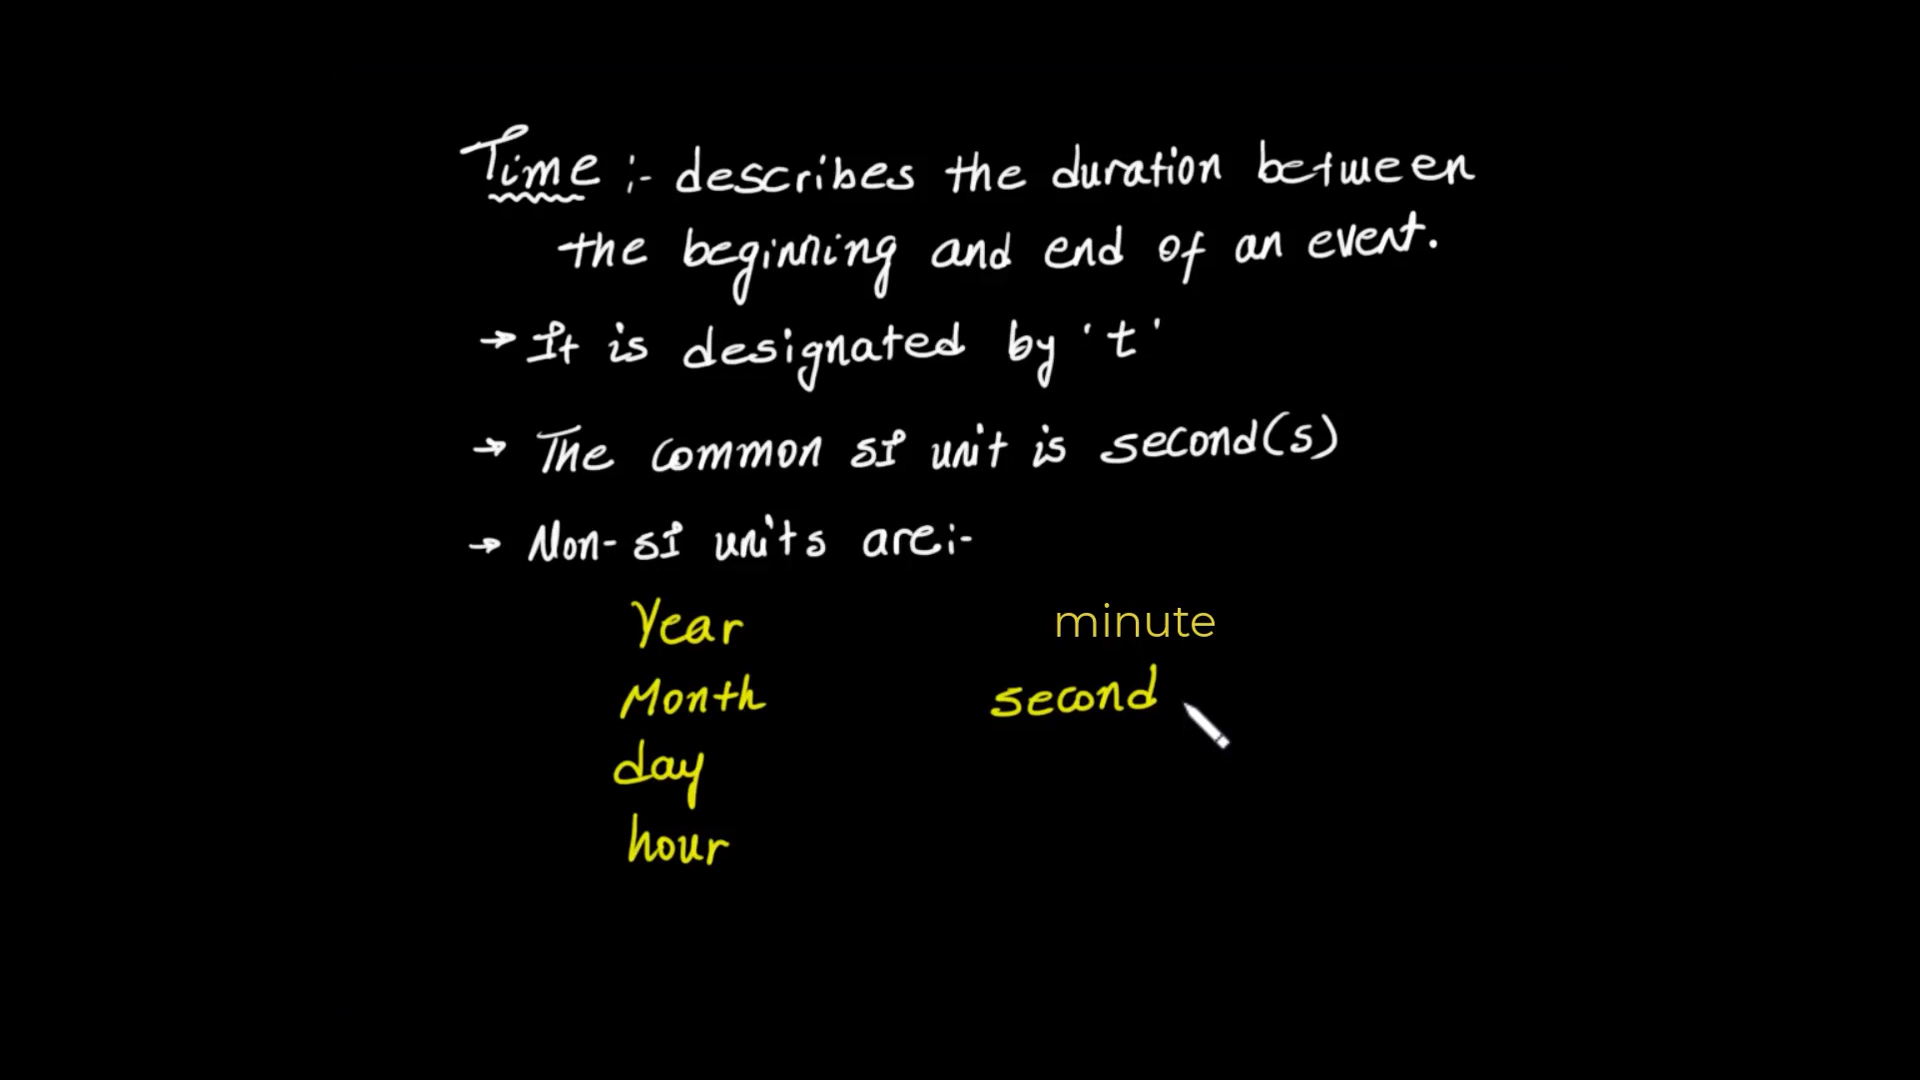 Time :- describes the duration between
the beginning and end of an event.
→ It is designated by 't'
→ The common SI unit is second(s)
→ Non-SI units are:-
Year
minute
Month
second
day
hour